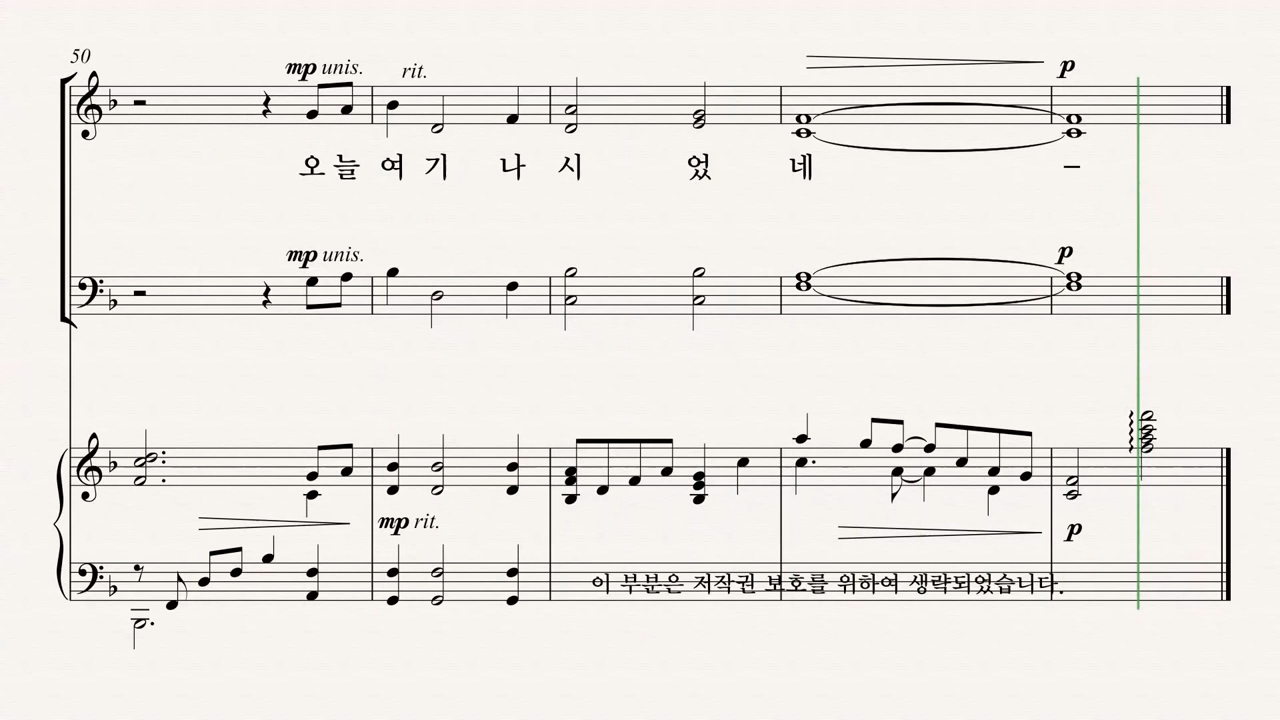 50
mp unis. rit. p
오늘 여 기 나 시 었 네 –
mp unis. p
mp rit. p
이 부분은 저작권 보호를 위하여 생략되었습니다.